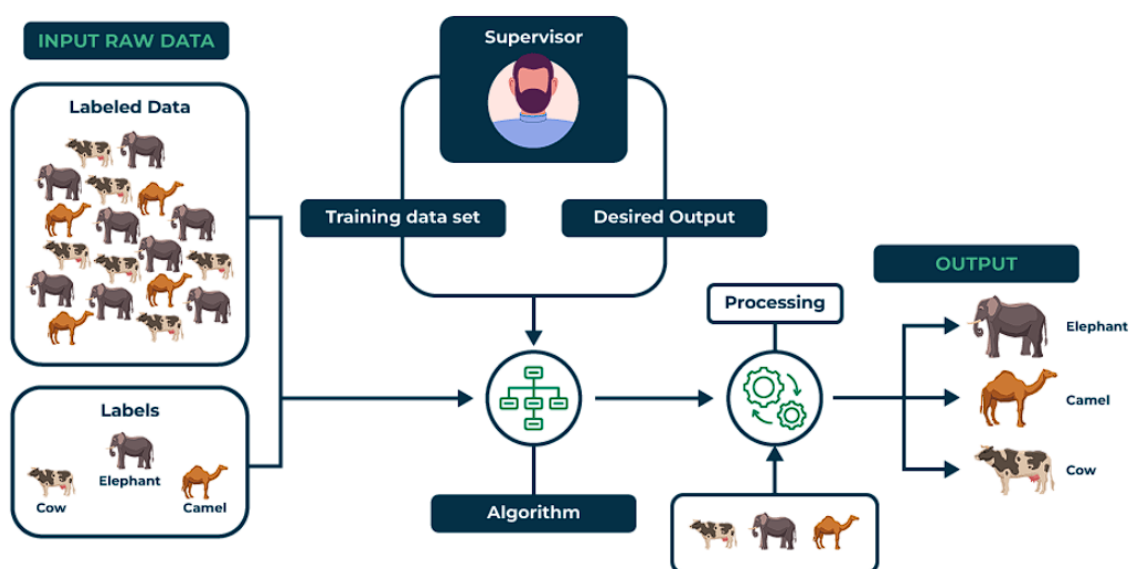 INPUT RAW DATA
Labeled Data
Labels
Elephant
Cow
Camel
Supervisor
Training data set
Desired Output
Algorithm
Processing
OUTPUT
Elephant
Camel
Cow